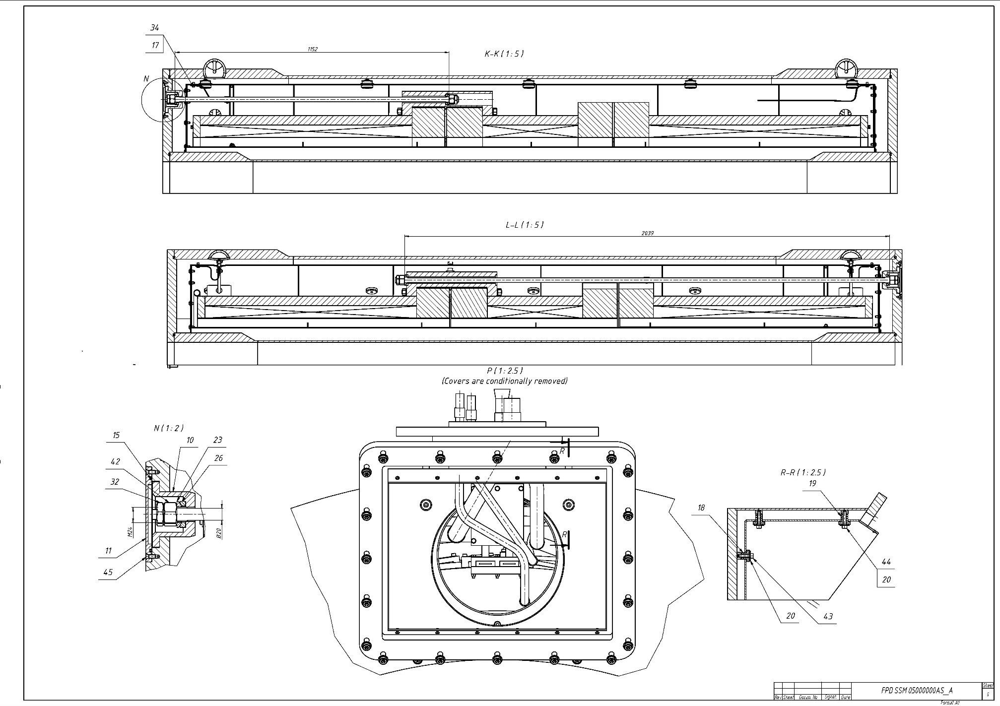 34
17
1152
K-K (1:5)
N
L-L (1:5)
2039
P (1:2.5)
(Covers are conditionally removed)
N (1:2)
15
10
23
42
26
32
M24
Ø20
11
45
R
R
R-R (1:2.5)
19
18
44
20
20
43
Rev Sheet Docum. No Signat. Date
FPD SSM 05000000AS_A
Sheet
5
Format A1